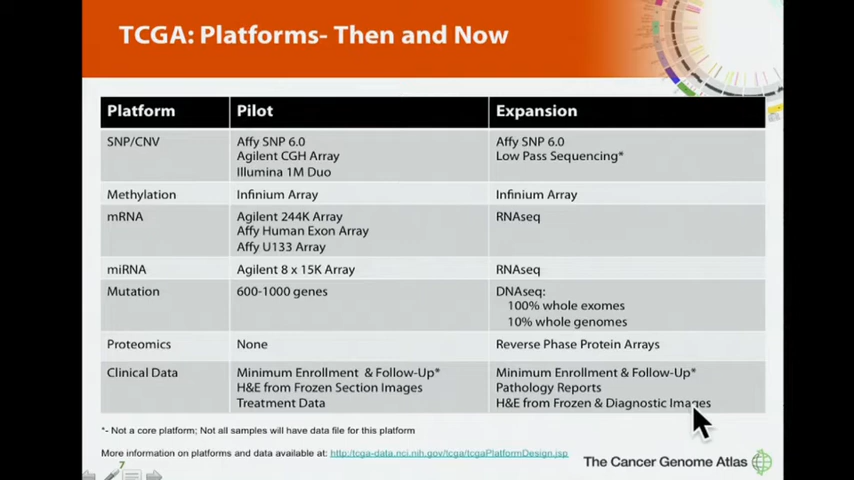 TCGA: Platforms- Then and Now
Platform Pilot Expansion
SNP/CNV Affy SNP 6.0 Affy SNP 6.0
Agilent CGH Array Low Pass Sequencing*
Illumina 1M Duo
Methylation Infinium Array Infinium Array
mRNA Agilent 244K Array RNAseq
Affy Human Exon Array
Affy U133 Array
miRNA Agilent 8 x 15K Array RNAseq
Mutation 600-1000 genes DNAseq:
100% whole exomes
10% whole genomes
Proteomics None Reverse Phase Protein Arrays
Clinical Data Minimum Enrollment & Follow-Up* Minimum Enrollment & Follow-Up*
H&E from Frozen Section Images Pathology Reports
Treatment Data H&E from Frozen & Diagnostic Images
*- Not a core platform; Not all samples will have data file for this platform
More information on platforms and data available at: http:/tcga-data.nci.nih.gov/tcga/tcgaPlatformDesign.jsp
7
The Cancer Genome Atlas